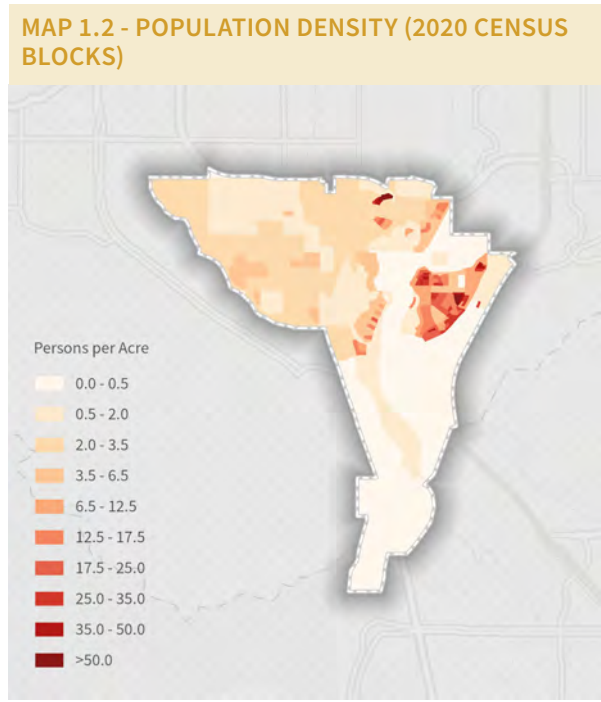 MAP 1.2 - POPULATION DENSITY (2020 CENSUS
BLOCKS)
Persons per Acre
0.0 - 0.5
0.5 - 2.0
2.0 - 3.5
3.5 - 6.5
6.5 - 12.5
12.5 - 17.5
17.5 - 25.0
25.0 - 35.0
35.0 - 50.0
>50.0